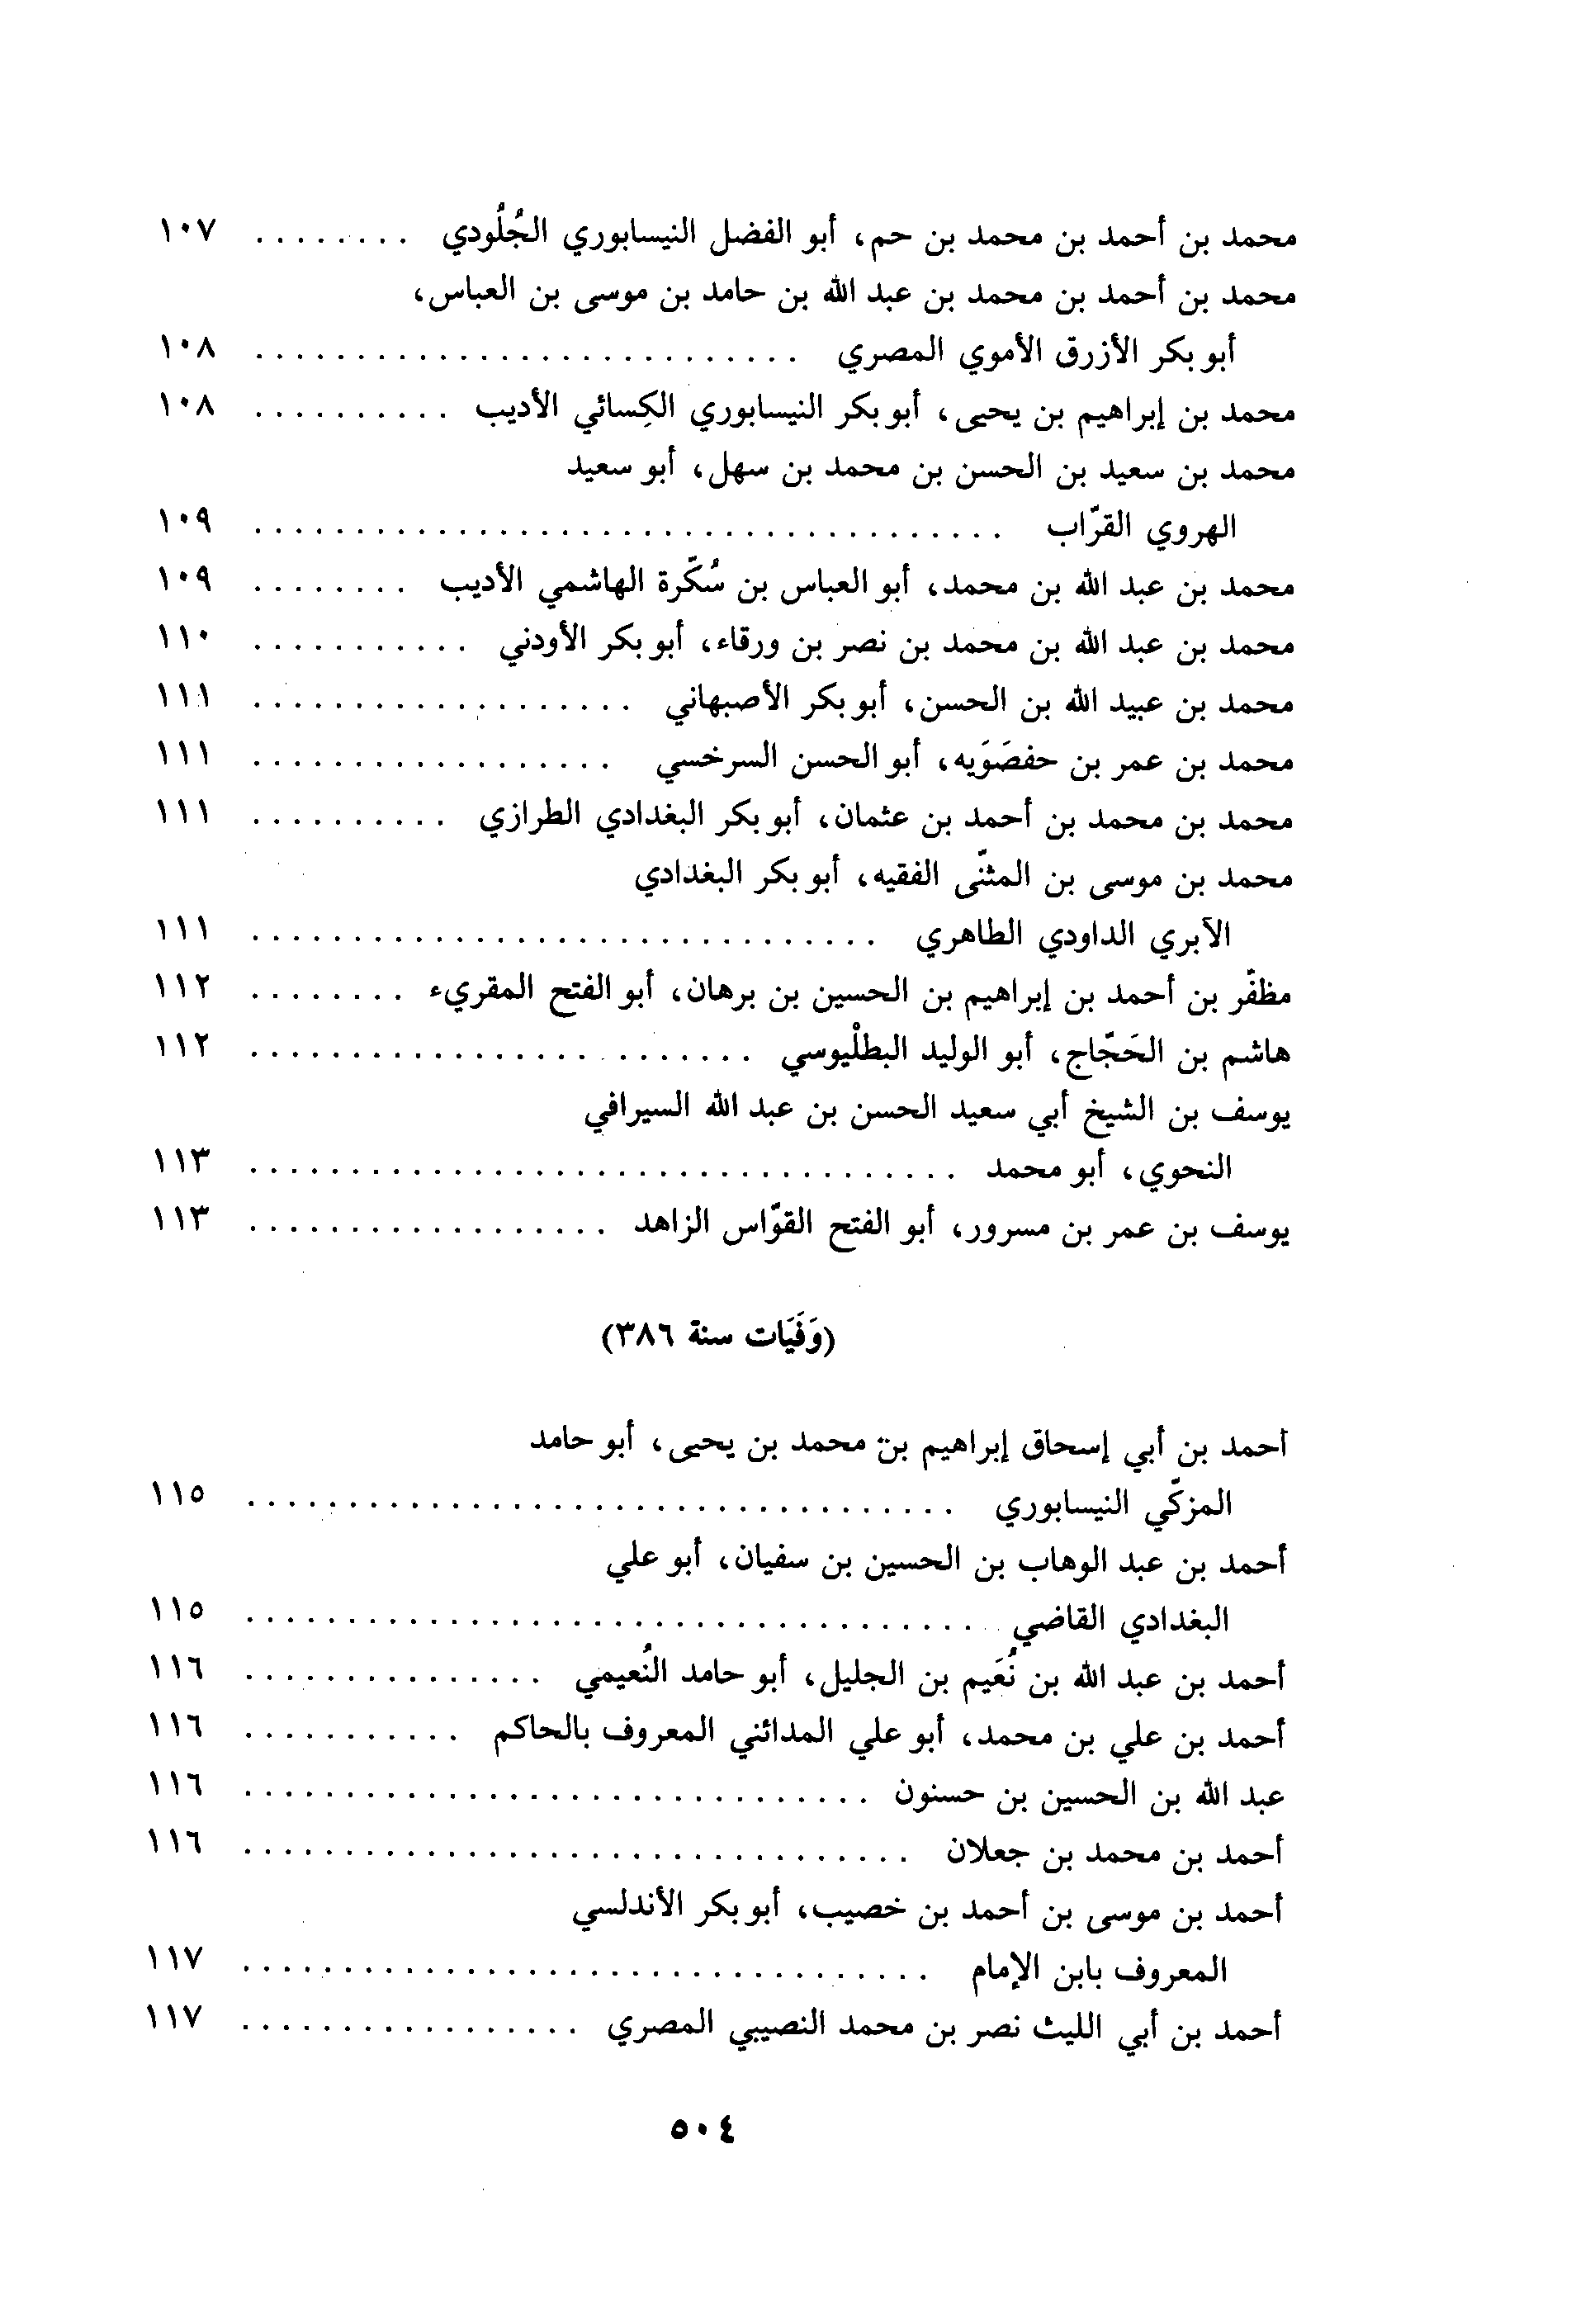 محمد بن أحمد بن محمد بن حم، أبو الفضل النيسابوري الجُلُودي ........ ١٠٧
محمد بن أحمد بن محمد بن عبد الله بن حامد بن موسى بن العباس،
أبو بكر الأزرق الأموي المصري ........................... ١٠٨
محمد بن إبراهيم بن يحيى، أبو بكر النيسابوري الكِسائي الأديب .......... ١٠٨
محمد بن سعيد بن الحسن بن محمد بن سهل، أبو سعيد
الهروي القرّاب ..................................... ١٠٩
محمد بن عبد الله بن محمد، أبو العباس بن سُكّرة الهاشمي الأديب ........ ١٠٩
محمد بن عبد الله بن محمد بن نصر بن ورقاء، أبو بكر الأودني ........... ١١٠
محمد بن عبيد الله بن الحسن، أبو بكر الأصبهاني ................... ١١١
محمد بن عمر بن حفصَوَيه، أبو الحسن السرخسي .................. ١١١
محمد بن محمد بن أحمد بن عثمان، أبو بكر البغدادي الطرازي .......... ١١١
محمد بن موسى بن المثنّى الفقيه، أبو بكر البغدادي
الآبري الداودي الطاهري ............................... ١١١
مظفّر بن أحمد بن إبراهيم بن الحسين بن برهان، أبو الفتح المقريء ........ ١١٢
هاشم بن الحَجّاج، أبو الوليد البطلْيوسي ......................... ١١٢
يوسف بن الشيخ أبي سعيد الحسن بن عبد الله السيرافي
النحوي، أبو محمد ................................... ١١٣
يوسف بن عمر بن مسرور، أبو الفتح القوّاس الزاهد .................. ١١٣
(وَفَيَات سنة ٣٨٦)
أحمد بن أبي إسحاق إبراهيم بن محمد بن يحيى، أبو حامد
المزكّي النيسابوري ................................... ١١٥
أحمد بن عبد الوهاب بن الحسين بن سفيان، أبو علي
البغدادي القاضي .................................... ١١٥
أحمد بن عبد الله بن نُعَيم بن الجليل، أبو حامد النُعيمي ............... ١١٦
أحمد بن علي بن محمد، أبو علي المدائني المعروف بالحاكم ........... ١١٦
عبد الله بن الحسين بن حسنون ............................... ١١٦
أحمد بن محمد بن جعلان ................................. ١١٦
أحمد بن موسى بن أحمد بن خصيب، أبو بكر الأندلسي
المعروف بابن الإمام .................................. ١١٧
أحمد بن أبي الليث نصر بن محمد النصيبي المصري ................. ١١٧
٥٠٤